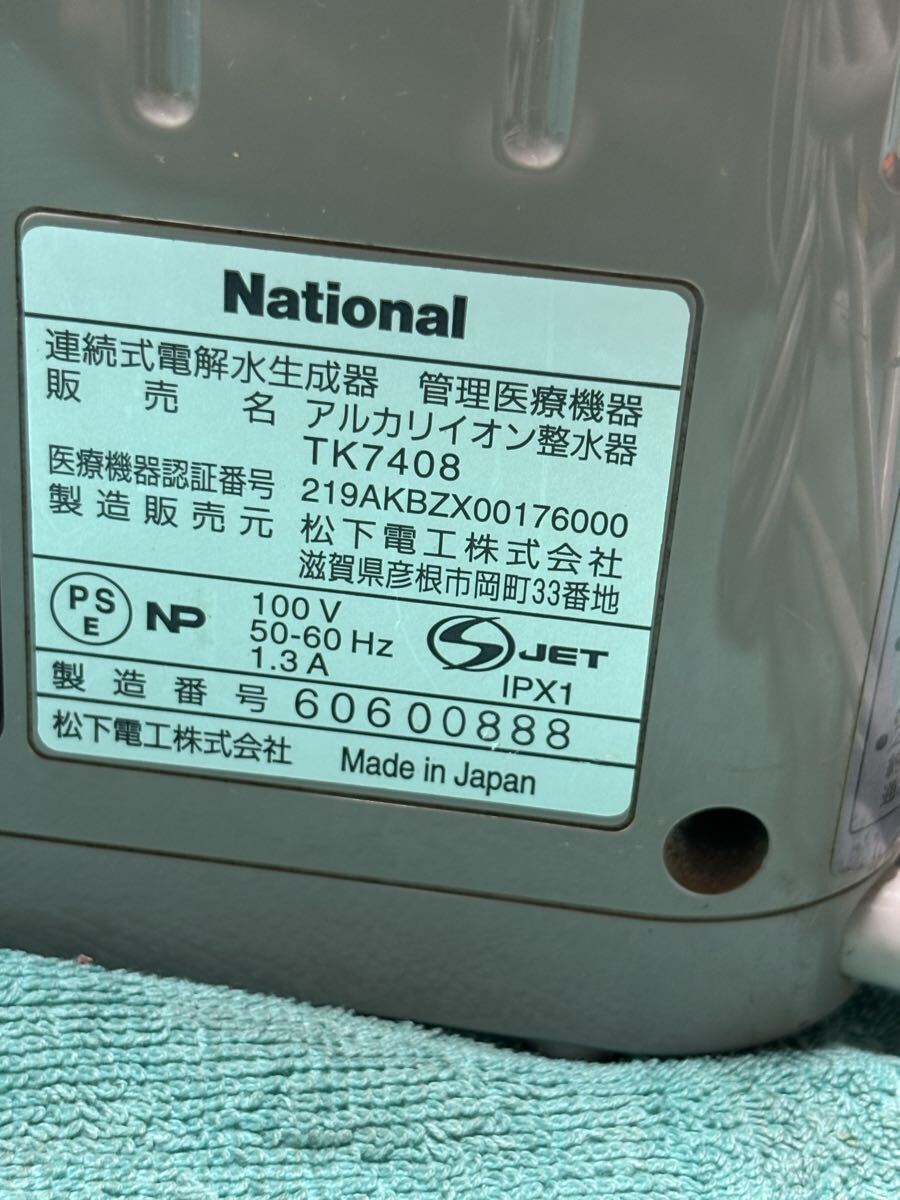 National
連続式電解水生成器 管理医療機器
販売名 アルカリイオン整水器
TK7408
医療機器認証番号 219AKBZX00176000
製造販売元 松下電工株式会社
滋賀県彦根市岡町33番地
PS
E
NP
100 V
50-60 Hz
1.3 A
S JET
IPX1
製造番号 60600888
松下電工株式会社 Made in Japan